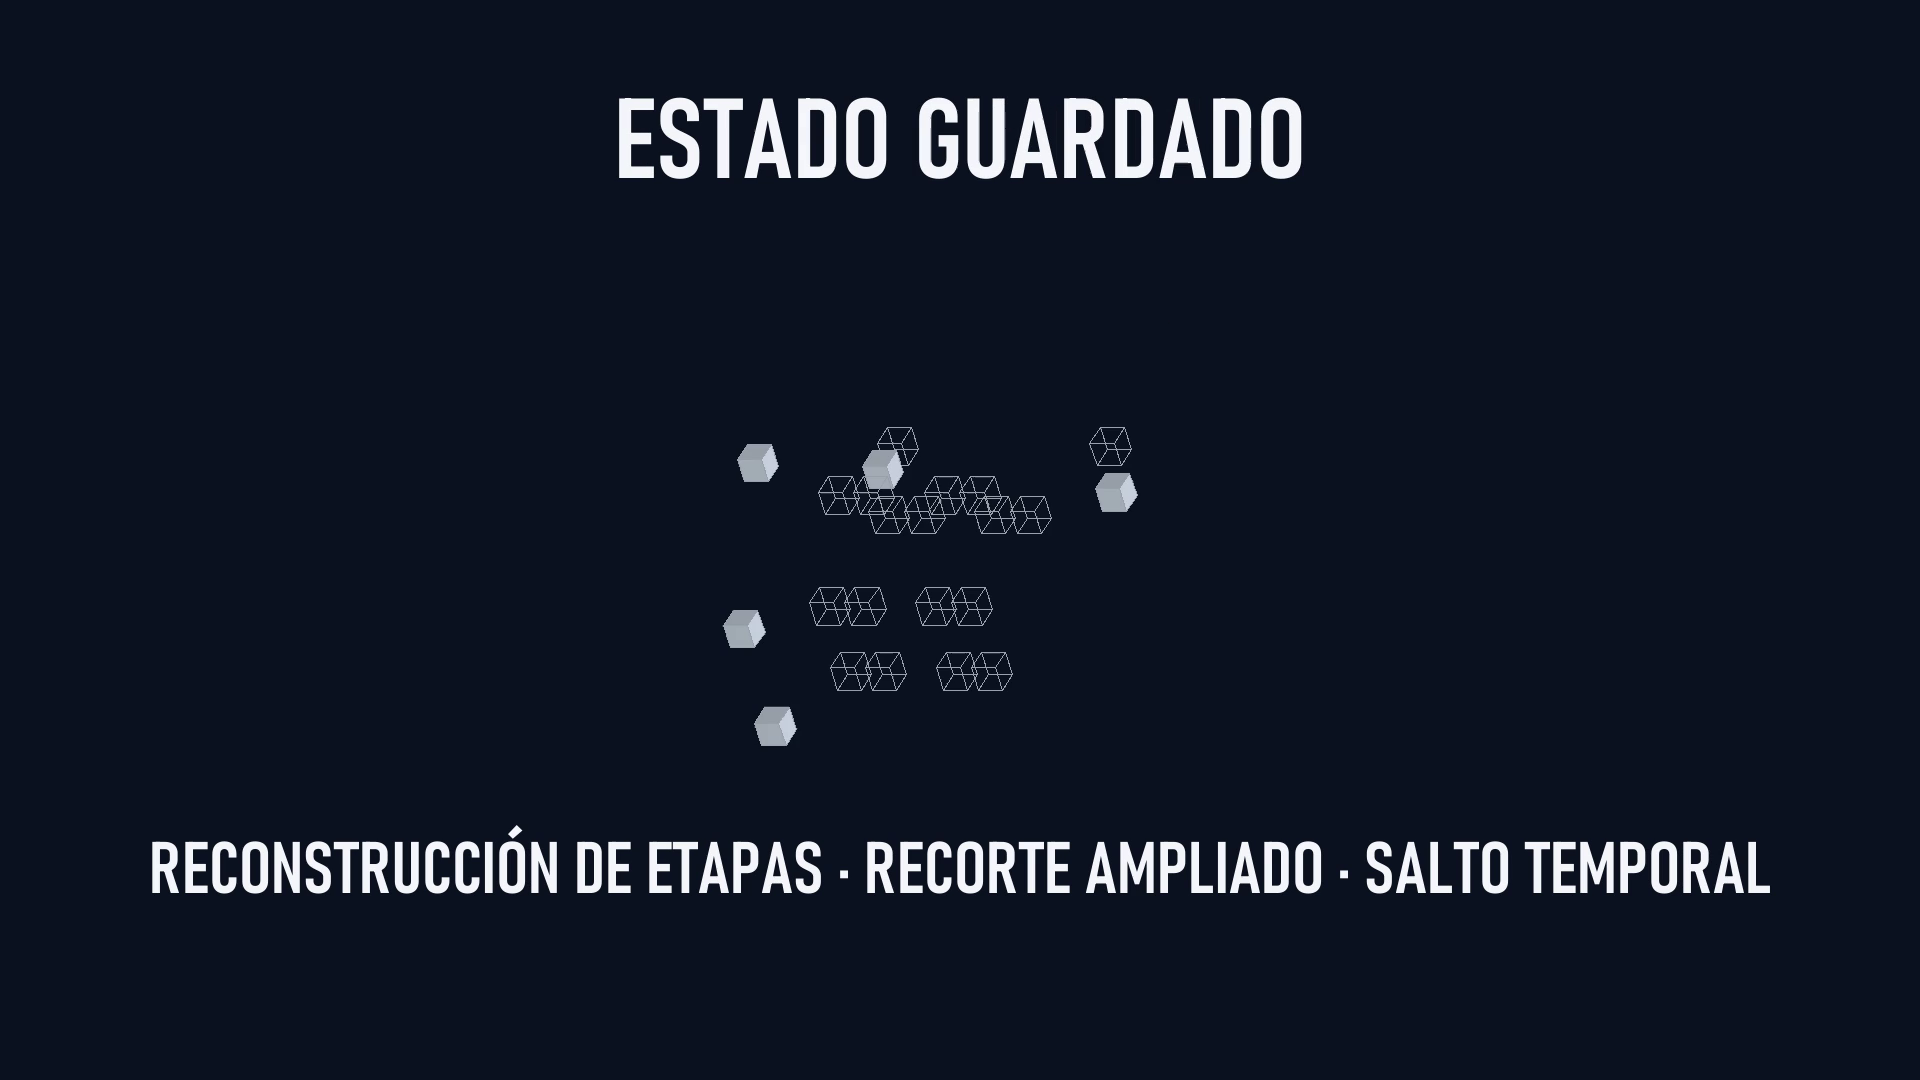 ESTADO GUARDADO
RECONSTRUCCIÓN DE ETAPAS · RECORTE AMPLIADO · SALTO TEMPORAL